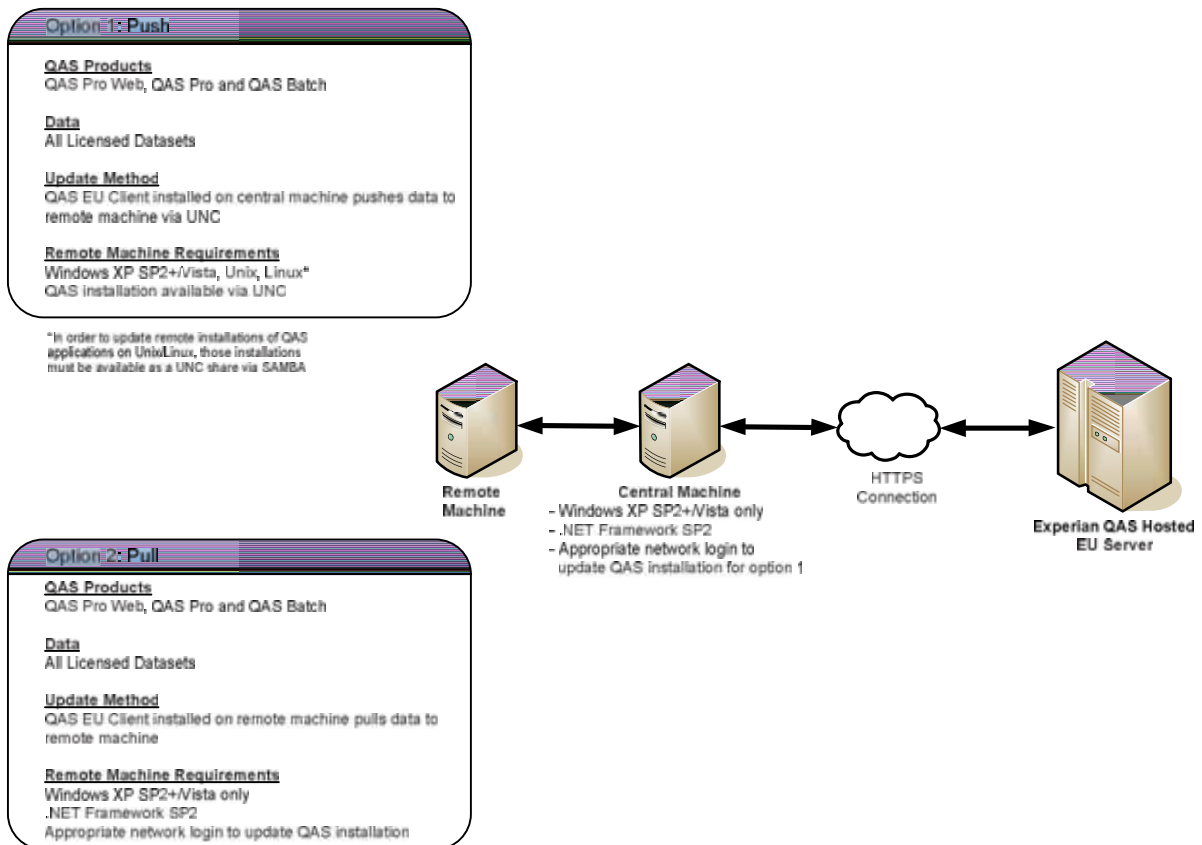 Option 1: Push
QAS Products
QAS Pro Web, QAS Pro and QAS Batch
Data
All Licensed Datasets
Update Method
QAS EU Client installed on central machine pushes data to
remote machine via UNC
Remote Machine Requirements
Windows XP SP2+/Vista, Unix, Linux*
QAS installation available via UNC
*In order to update remote installations of QAS
applications on Unix/Linux, those installations
must be available as a UNC share via SAMBA
Remote
Machine
Central Machine
- Windows XP SP2+/Vista only
- .NET Framework SP2
- Appropriate network login to
update QAS installation for option 1
HTTPS
Connection
Experian QAS Hosted
EU Server
Option 2: Pull
QAS Products
QAS Pro Web, QAS Pro and QAS Batch
Data
All Licensed Datasets
Update Method
QAS EU Client installed on remote machine pulls data to
remote machine
Remote Machine Requirements
Windows XP SP2+/Vista only
.NET Framework SP2
Appropriate network login to update QAS installation